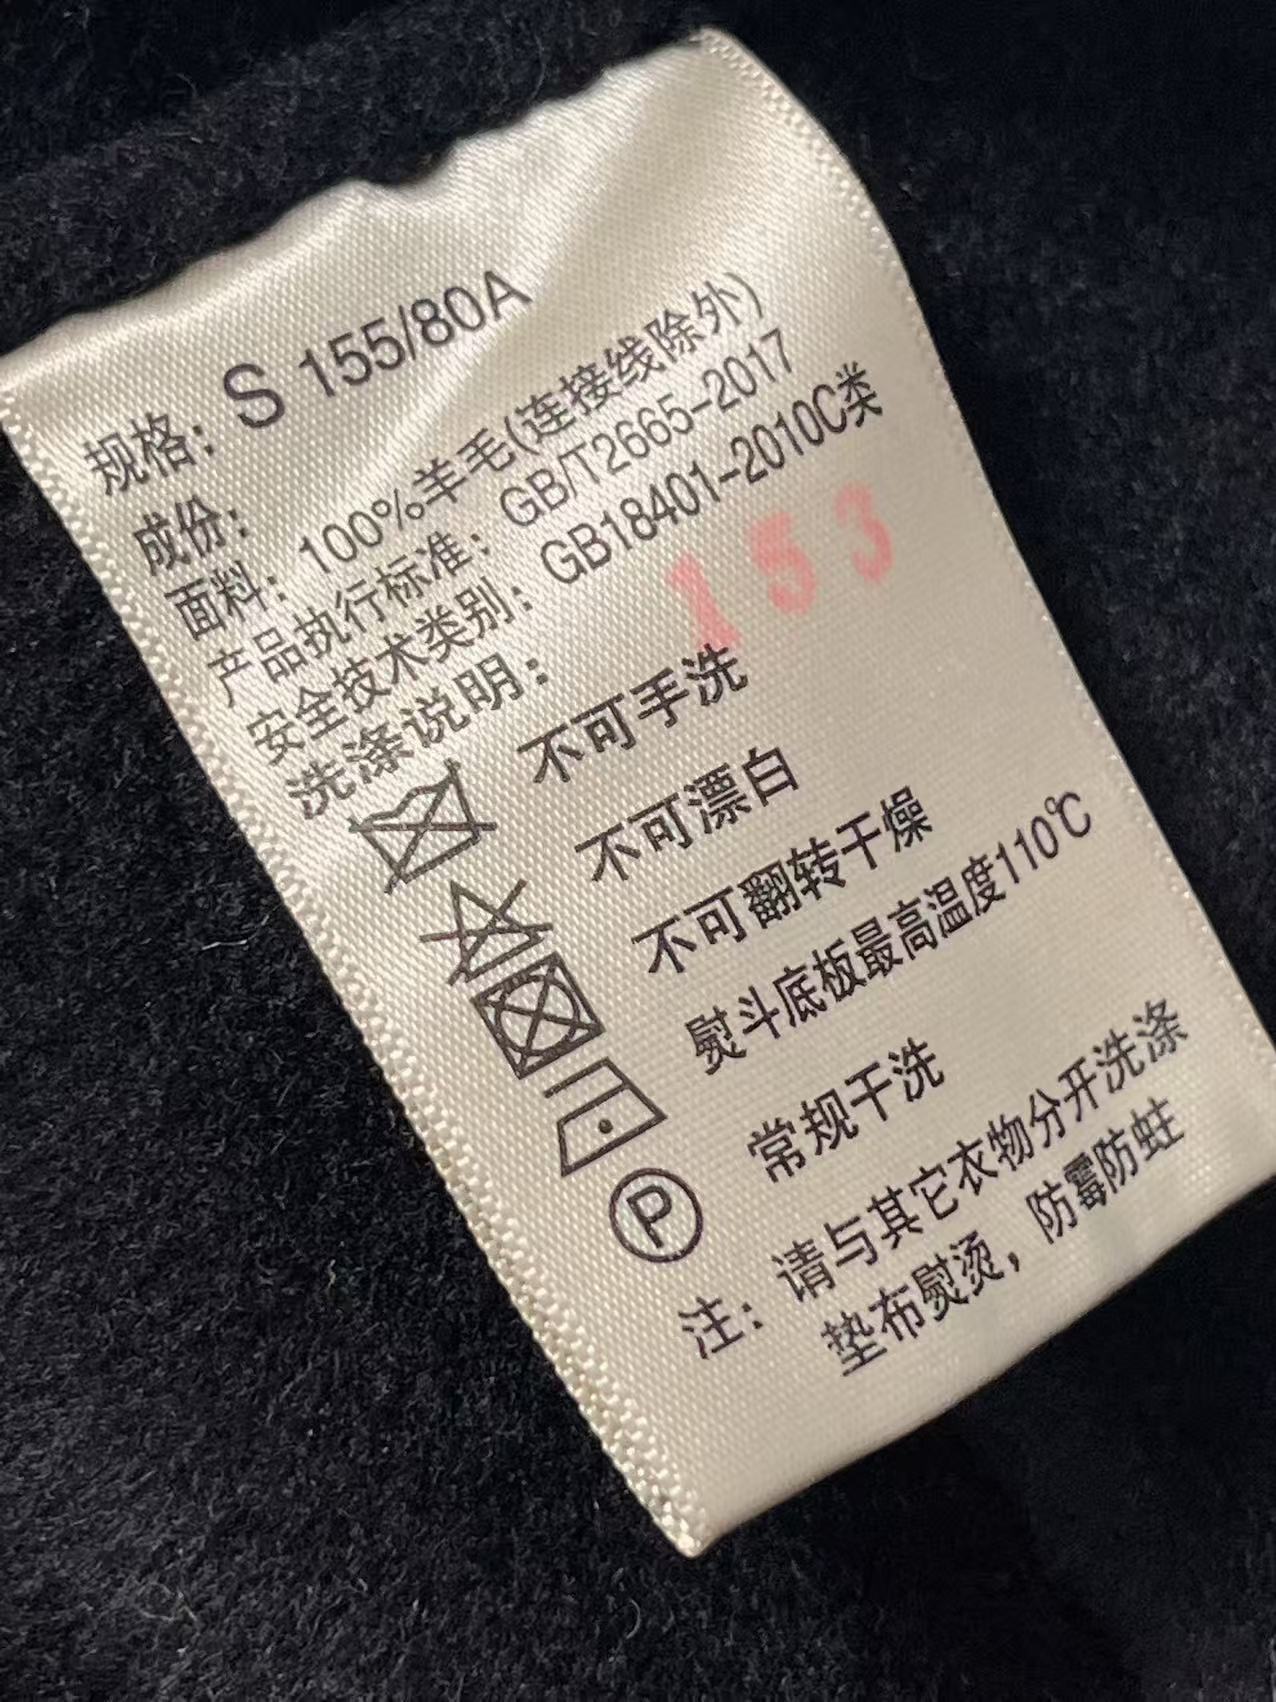 规格: S 155/80A
成份:
面料: 100%羊毛(连接线除外)
产品执行标准: GB/T2665-2017
安全技术类别: GB18401-2010C类
153
洗涤说明:
不可手洗
不可漂白
不可翻转干燥
熨斗底板最高温度110℃
P 常规干洗
注: 请与其它衣物分开洗涤
垫布熨烫，防霉防蛀